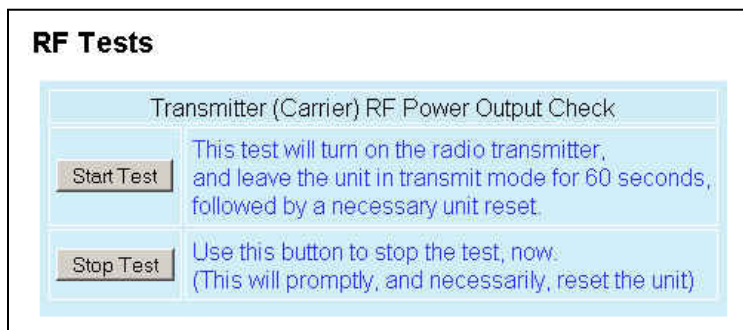 RF Tests
Transmitter (Carrier) RF Power Output Check
Start Test
This test will turn on the radio transmitter,
and leave the unit in transmit mode for 60 seconds,
followed by a necessary unit reset.
Stop Test
Use this button to stop the test, now.
(This will promptly, and necessarily, reset the unit)